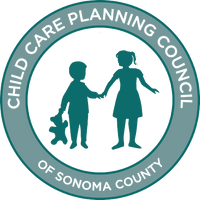 CHILD CARE PLANNING COUNCIL
OF SONOMA COUNTY